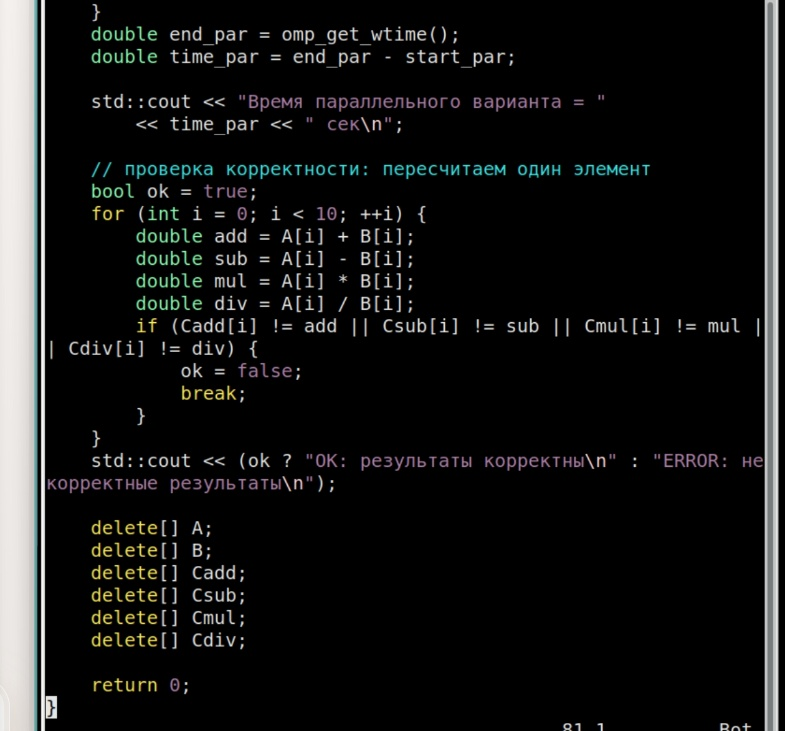 }
    double end_par = omp_get_wtime();
    double time_par = end_par - start_par;

    std::cout << "Время параллельного варианта = "
        << time_par << " сек\n";

    // проверка корректности: пересчитаем один элемент
    bool ok = true;
    for (int i = 0; i < 10; ++i) {
        double add = A[i] + B[i];
        double sub = A[i] - B[i];
        double mul = A[i] * B[i];
        double div = A[i] / B[i];
        if (Cadd[i] != add || Csub[i] != sub || Cmul[i] != mul |
| Cdiv[i] != div) {
            ok = false;
            break;
        }
    }
    std::cout << (ok ? "OK: результаты корректны\n" : "ERROR: не
корректные результаты\n");

    delete[] A;
    delete[] B;
    delete[] Cadd;
    delete[] Csub;
    delete[] Cmul;
    delete[] Cdiv;

    return 0;
}
81,1 Bot